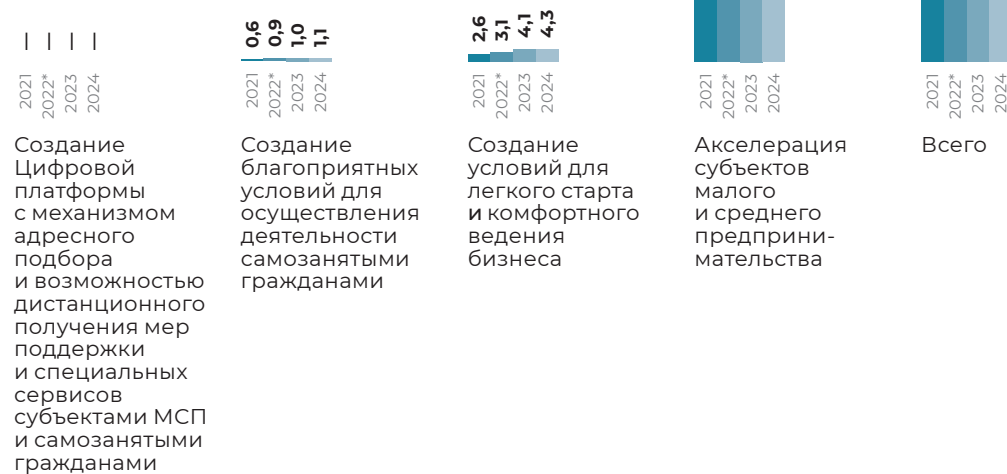 — — — —
2021 2022* 2023 2024
Создание
Цифровой
платформы
с механизмом
адресного
подбора
и возможностью
дистанционного
получения мер
поддержки
и специальных
сервисов
субъектами МСП
и самозанятыми
гражданами
0,6 0,9 1,0 1,1
2021 2022* 2023 2024
Создание
благоприятных
условий для
осуществления
деятельности
самозанятыми
гражданами
2,6 3,1 4,1 4,3
2021 2022* 2023 2024
Создание
условий для
легкого старта
и комфортного
ведения
бизнеса
2021 2022* 2023 2024
Акселерация
субъектов
малого
и среднего
предприни-
мательства
2021 2022* 2023 2024
Всего